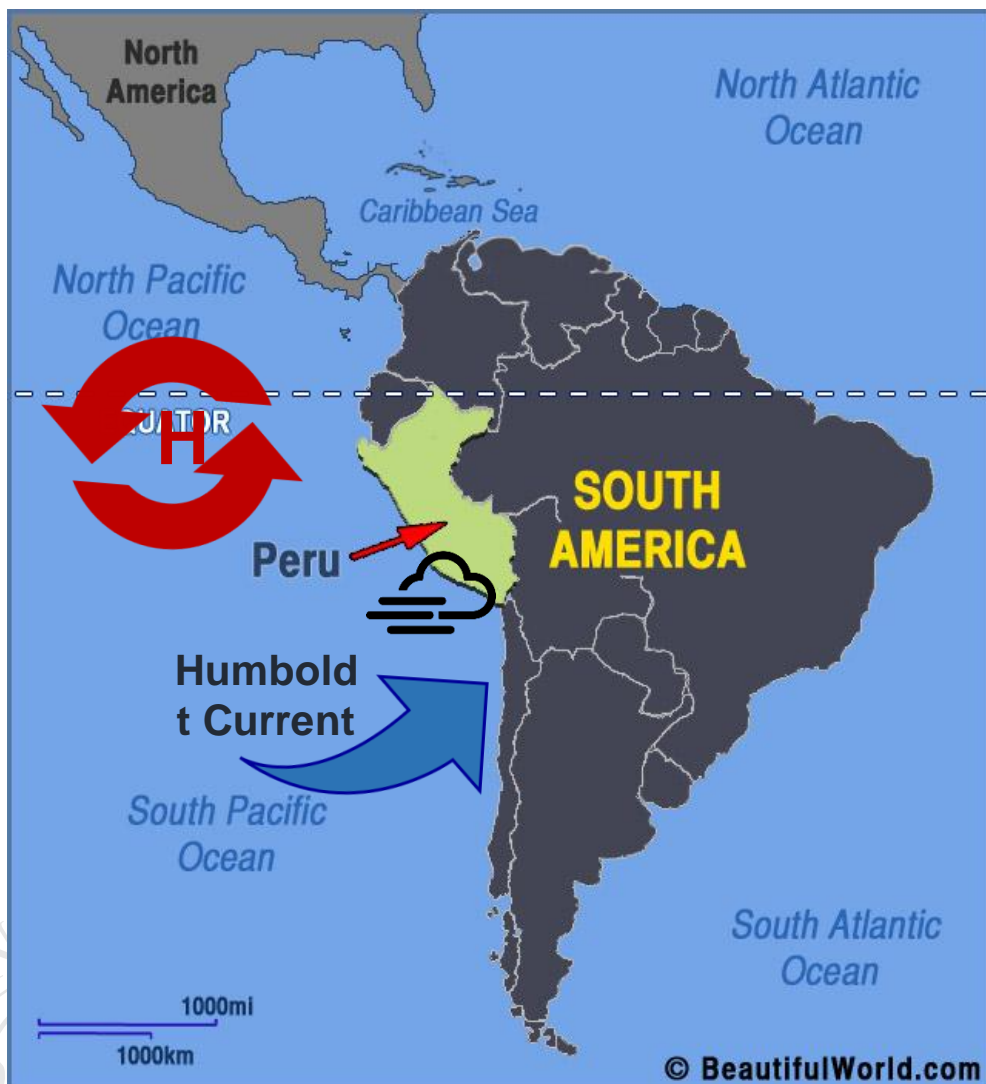 North
America
North Atlantic
Ocean
Caribbean Sea
North Pacific
Ocean
QUATOR
H
SOUTH
AMERICA
Peru
Humbold
t Current
South Pacific
Ocean
South Atlantic
Ocean
1000mi
1000km
© BeautifulWorld.com